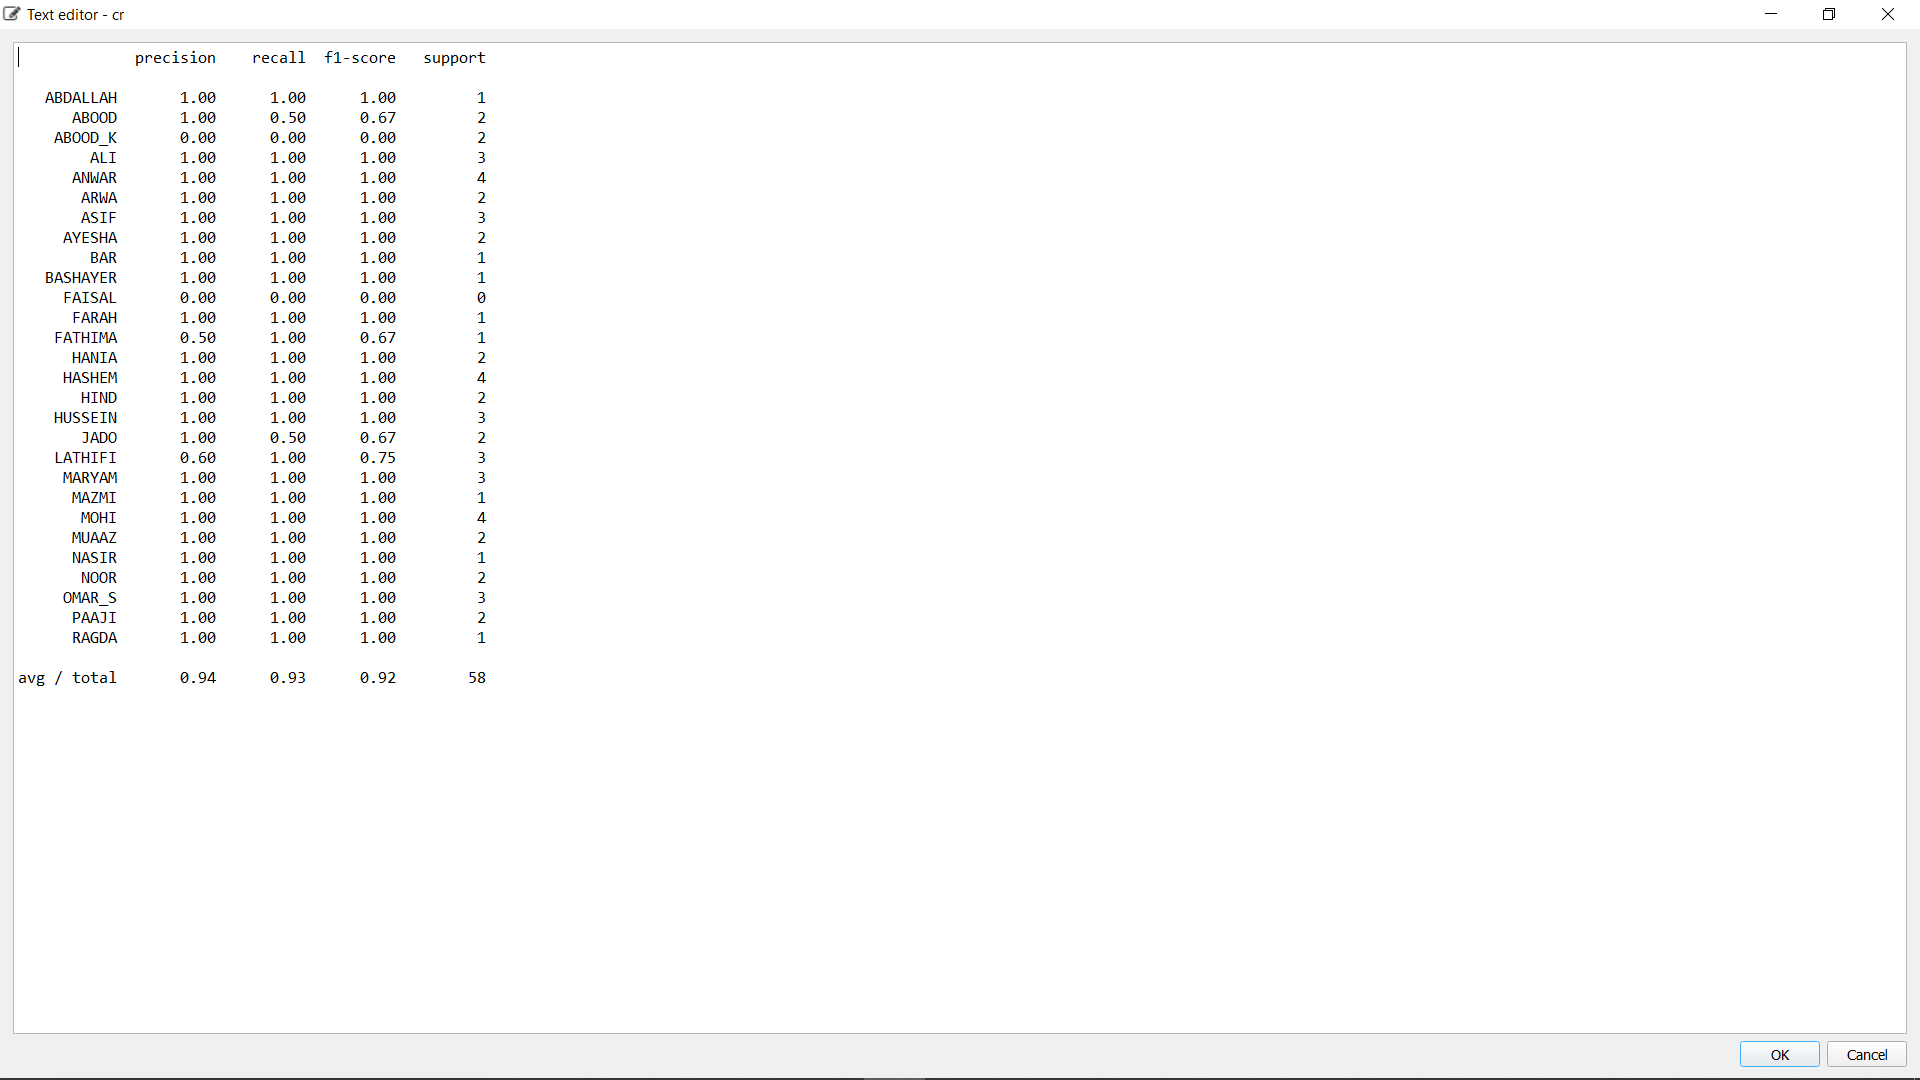 Text editor - cr
precision recall f1-score support
ABDALLAH 1.00 1.00 1.00 1
ABOOD 1.00 0.50 0.67 2
ABOOD_K 0.00 0.00 0.00 2
ALI 1.00 1.00 1.00 3
ANWAR 1.00 1.00 1.00 4
ARWA 1.00 1.00 1.00 2
ASIF 1.00 1.00 1.00 3
AYESHA 1.00 1.00 1.00 2
BAR 1.00 1.00 1.00 1
BASHAYER 1.00 1.00 1.00 1
FAISAL 0.00 0.00 0.00 0
FARAH 1.00 1.00 1.00 1
FATHIMA 0.50 1.00 0.67 1
HANIA 1.00 1.00 1.00 2
HASHEM 1.00 1.00 1.00 4
HIND 1.00 1.00 1.00 2
HUSSEIN 1.00 1.00 1.00 3
JADO 1.00 0.50 0.67 2
LATHIFI 0.60 1.00 0.75 3
MARYAM 1.00 1.00 1.00 3
MAZMI 1.00 1.00 1.00 1
MOHI 1.00 1.00 1.00 4
MUAAZ 1.00 1.00 1.00 2
NASIR 1.00 1.00 1.00 1
NOOR 1.00 1.00 1.00 2
OMAR_S 1.00 1.00 1.00 3
PAAJI 1.00 1.00 1.00 2
RAGDA 1.00 1.00 1.00 1
avg / total 0.94 0.93 0.92 58
OK Cancel